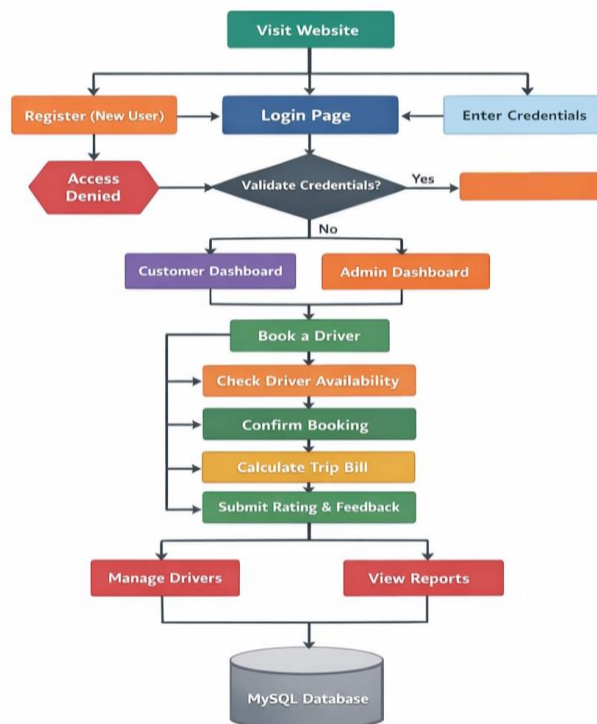 Visit Website
Register (New User)
Login Page
Enter Credentials
Access
Denied
Validate Credentials?
Yes
No
Customer Dashboard
Admin Dashboard
Book a Driver
Check Driver Availability
Confirm Booking
Calculate Trip Bill
Submit Rating & Feedback
Manage Drivers
View Reports
MySQL Database